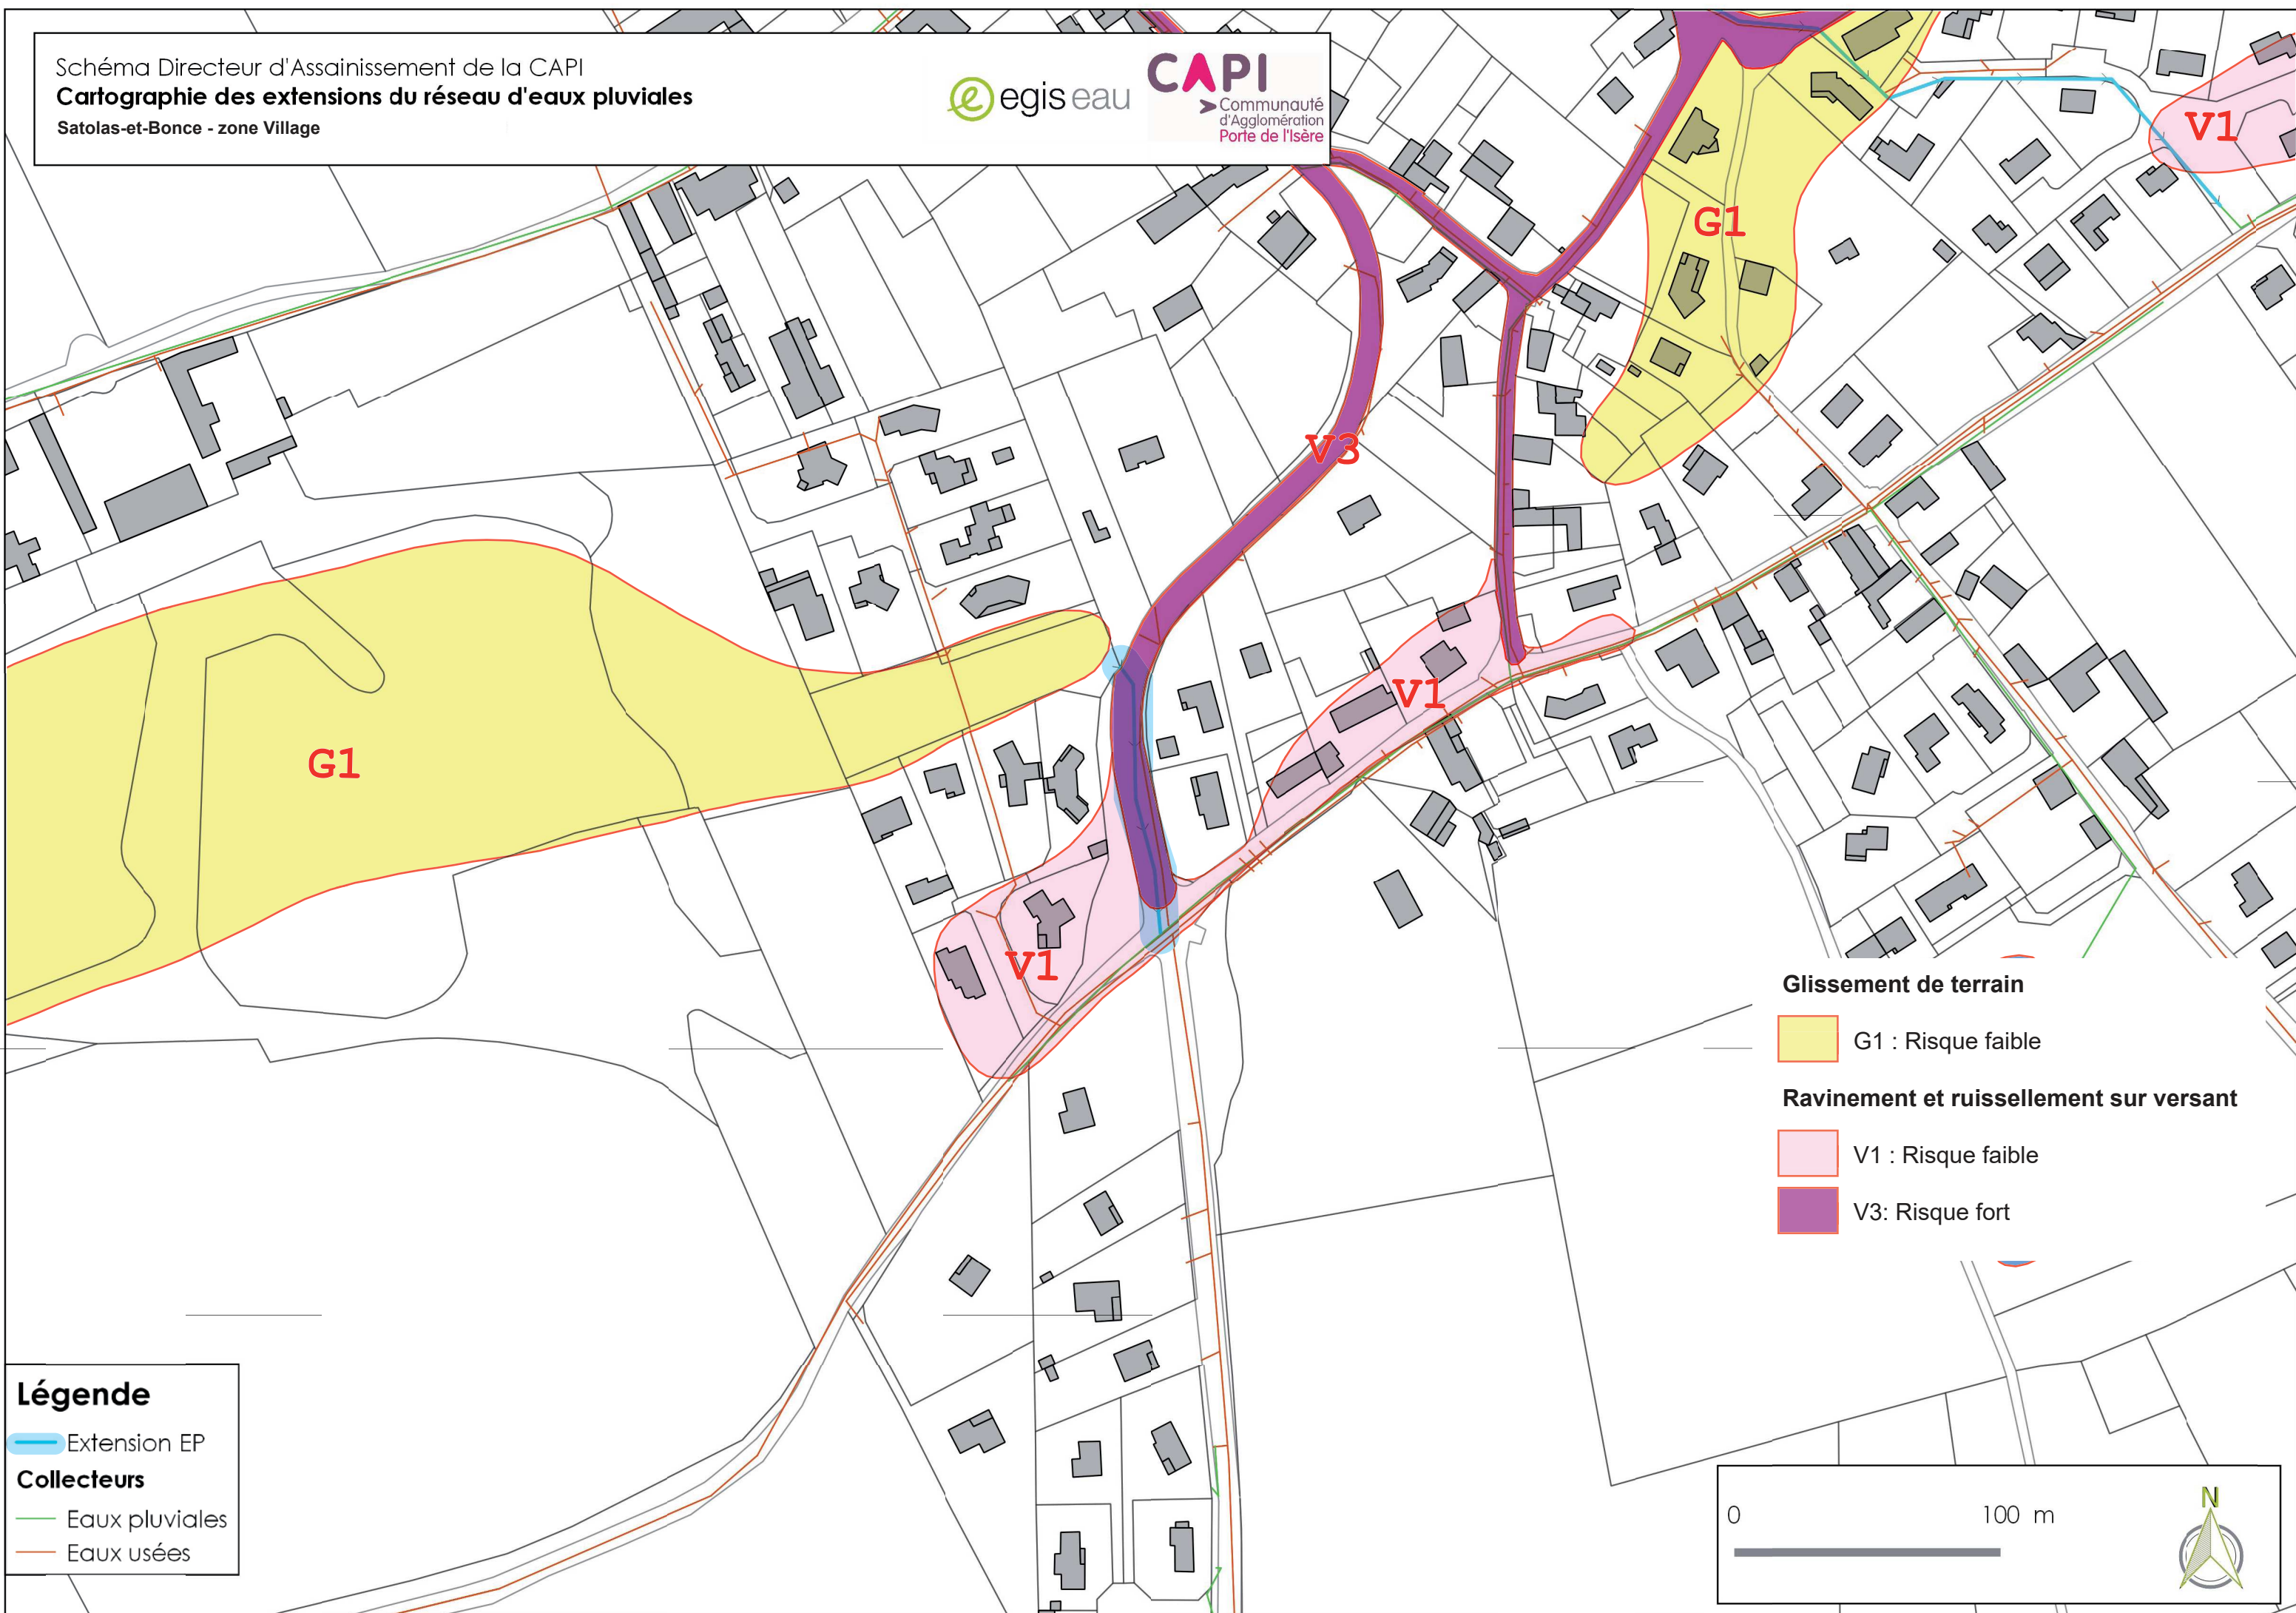 Schéma Directeur d'Assainissement de la CAPI
Cartographie des extensions du réseau d'eaux pluviales
Satolas-et-Bonce - zone Village
egis eau
CAPI
Communauté
d'Agglomération
Porte de l'Isère
V1
G1
V3
V1
G1
V1
Glissement de terrain
G1 : Risque faible
Ravinement et ruissellement sur versant
V1 : Risque faible
V3: Risque fort
Légende
Extension EP
Collecteurs
Eaux pluviales
Eaux usées
0 100 m
N